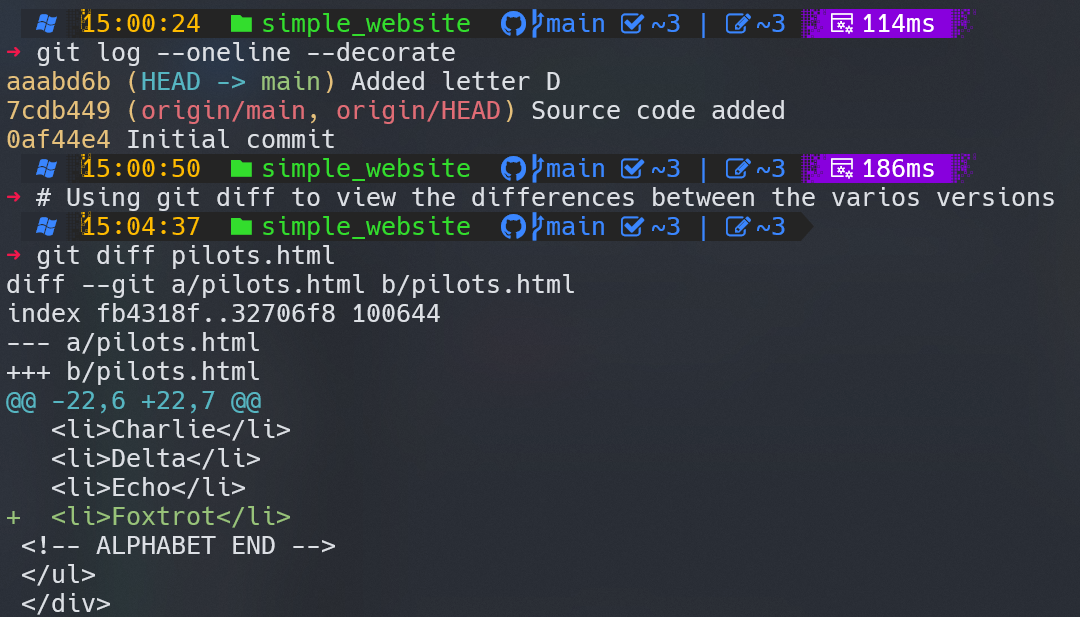 15:00:24 simple_website main ~3 | ~3 114ms
➜ git log --oneline --decorate
aaabd6b (HEAD -> main) Added letter D
7cdb449 (origin/main, origin/HEAD) Source code added
0af44e4 Initial commit
15:00:50 simple_website main ~3 | ~3 186ms
➜ # Using git diff to view the differences between the varios versions
15:04:37 simple_website main ~3 | ~3
➜ git diff pilots.html
diff --git a/pilots.html b/pilots.html
index fb4318f..32706f8 100644
--- a/pilots.html
+++ b/pilots.html
@@ -22,6 +22,7 @@
   <li>Charlie</li>
   <li>Delta</li>
   <li>Echo</li>
+  <li>Foxtrot</li>
 <!-- ALPHABET END -->
 </ul>
 </div>